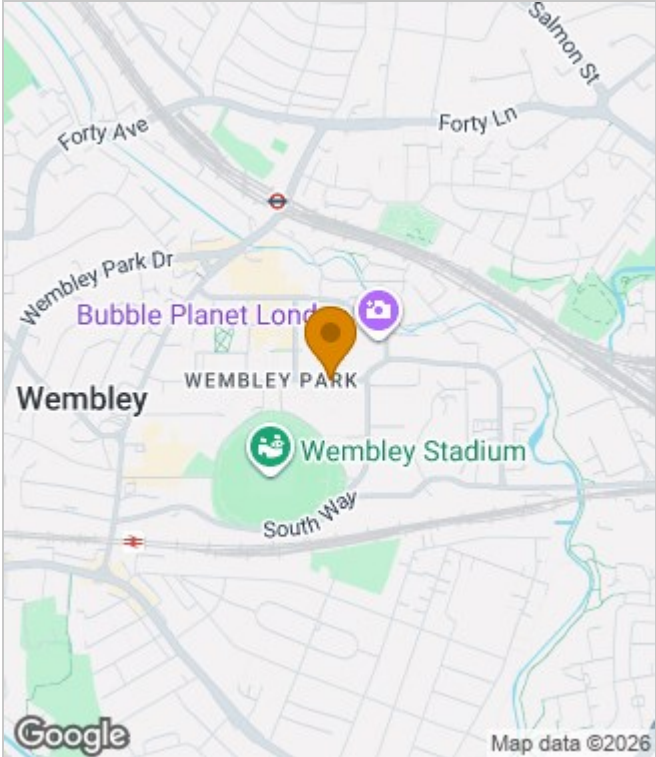 Salmon St
Forty Ave
Forty Ln
Wembley Park Dr
Bubble Planet Lond
WEMBLEY PARK
Wembley
Wembley Stadium
South Way
Google
Map data ©2026